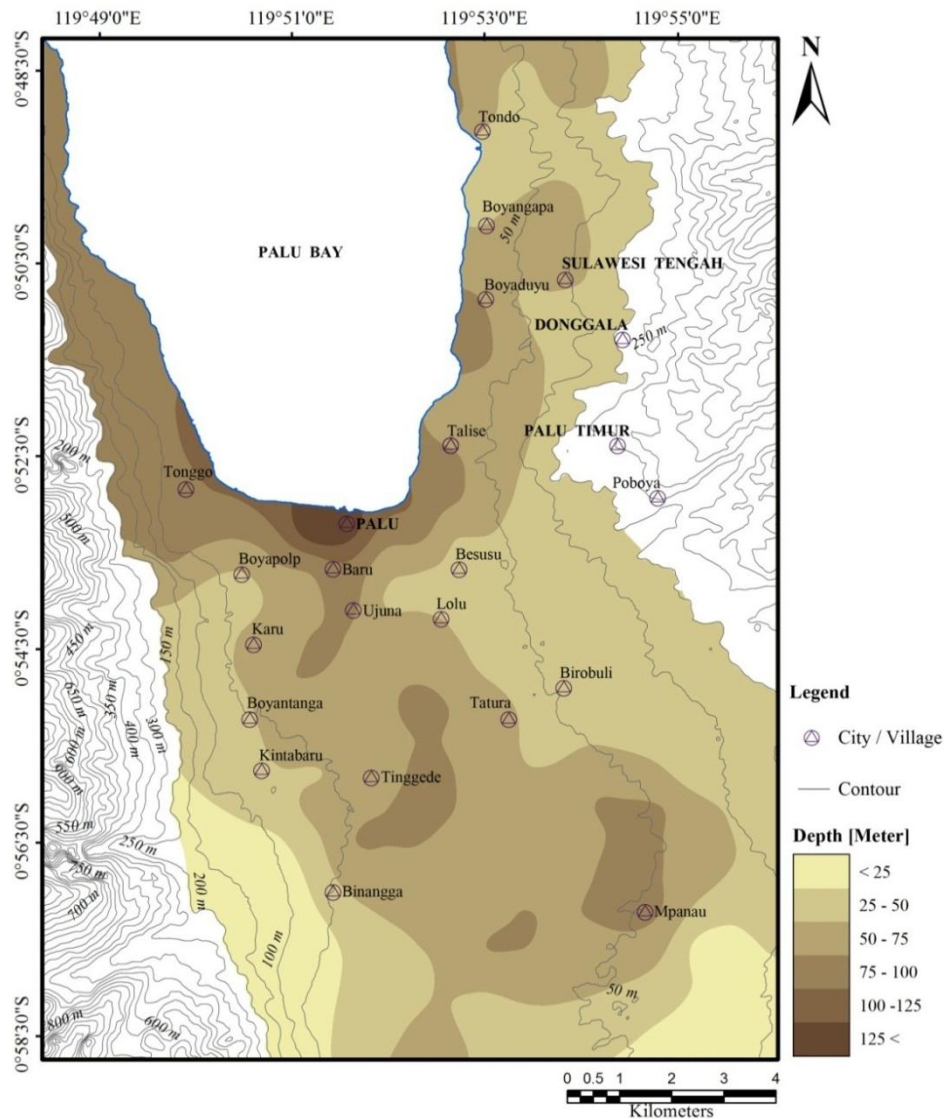 119°49'0"E 119°51'0"E 119°53'0"E 119°55'0"E
N
0°48'30"S
Tondo
Boyangapa
50 m
0°50'30"S
PALU BAY
SULAWESI TENGAH
Boyaduyu
DONGGALA
250 m
Talise
PALU TIMUR
0°52'30"S
200 m
Tonggo
Poboya
500 m
PALU
Boyapolp
Baru
Besusu
Ujuna
Lolu
Karu
0°54'30"S
150 m
450 m
650 m
350 m
Birobuli
Boyantanga
Tatura
300 m
400 m
600 m
Kintabaru
Tinggede
900 m
550 m
250 m
0°56'30"S
750 m
200 m
700 m
Binangga
Mpanau
100 m
50 m
800 m
600 m
0°58'30"S
Legend
City / Village
Contour
Depth [Meter]
< 25
25 - 50
50 - 75
75 - 100
100 -125
125 <
0 0.5 1 2 3 4
Kilometers